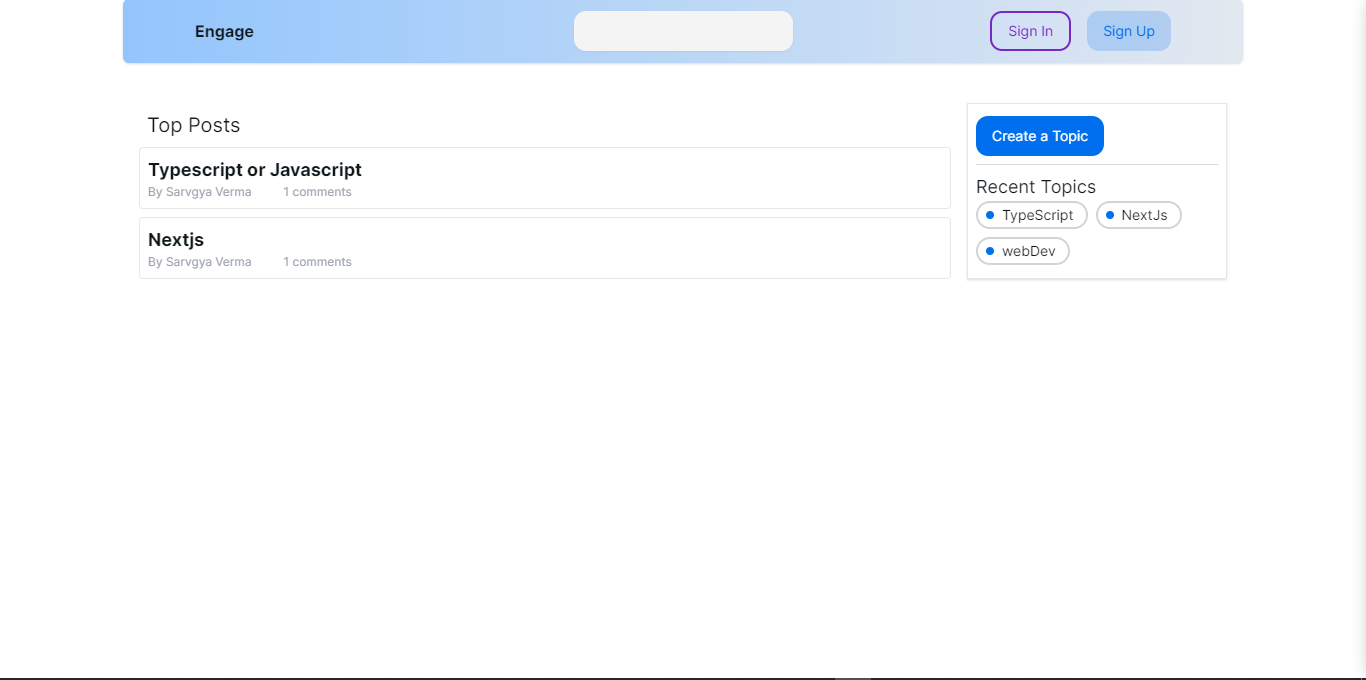 Engage
Sign In
Sign Up
Top Posts
Typescript or Javascript
By Sarvgya Verma 1 comments
Nextjs
By Sarvgya Verma 1 comments
Create a Topic
Recent Topics
TypeScript NextJs
webDev